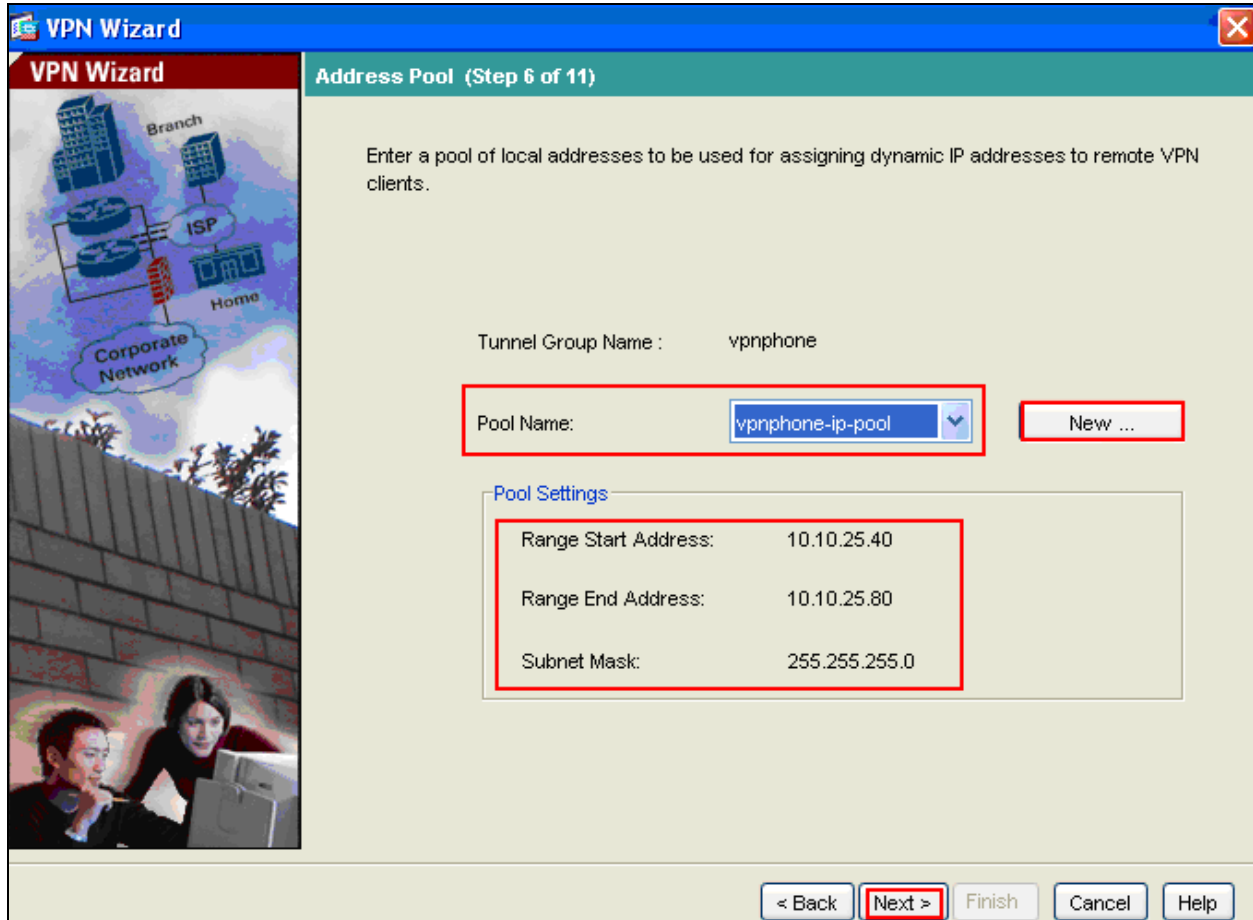 VPN Wizard
VPN Wizard
Branch
ISP
Home
Corporate
Network
Address Pool (Step 6 of 11)
Enter a pool of local addresses to be used for assigning dynamic IP addresses to remote VPN
clients.
Tunnel Group Name : vpnphone
Pool Name: vpnphone-ip-pool New ...
Pool Settings
Range Start Address: 10.10.25.40
Range End Address: 10.10.25.80
Subnet Mask: 255.255.255.0
< Back Next > Finish Cancel Help